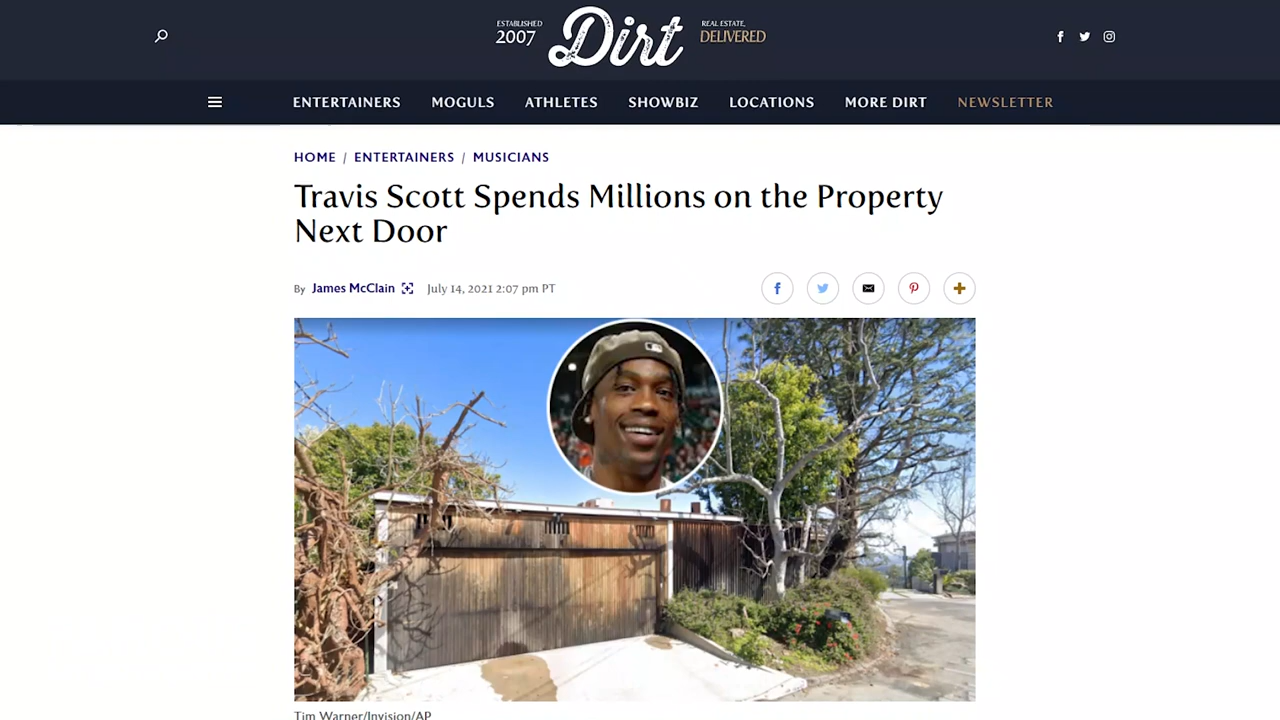 ESTABLISHED
2007
Dirt
REAL ESTATE,
DELIVERED
ENTERTAINERS MOGULS ATHLETES SHOWBIZ LOCATIONS MORE DIRT NEWSLETTER
HOME / ENTERTAINERS / MUSICIANS
Travis Scott Spends Millions on the Property
Next Door
By James McClain July 14, 2021 2:07 pm PT
Tim Warner/Invision/AP